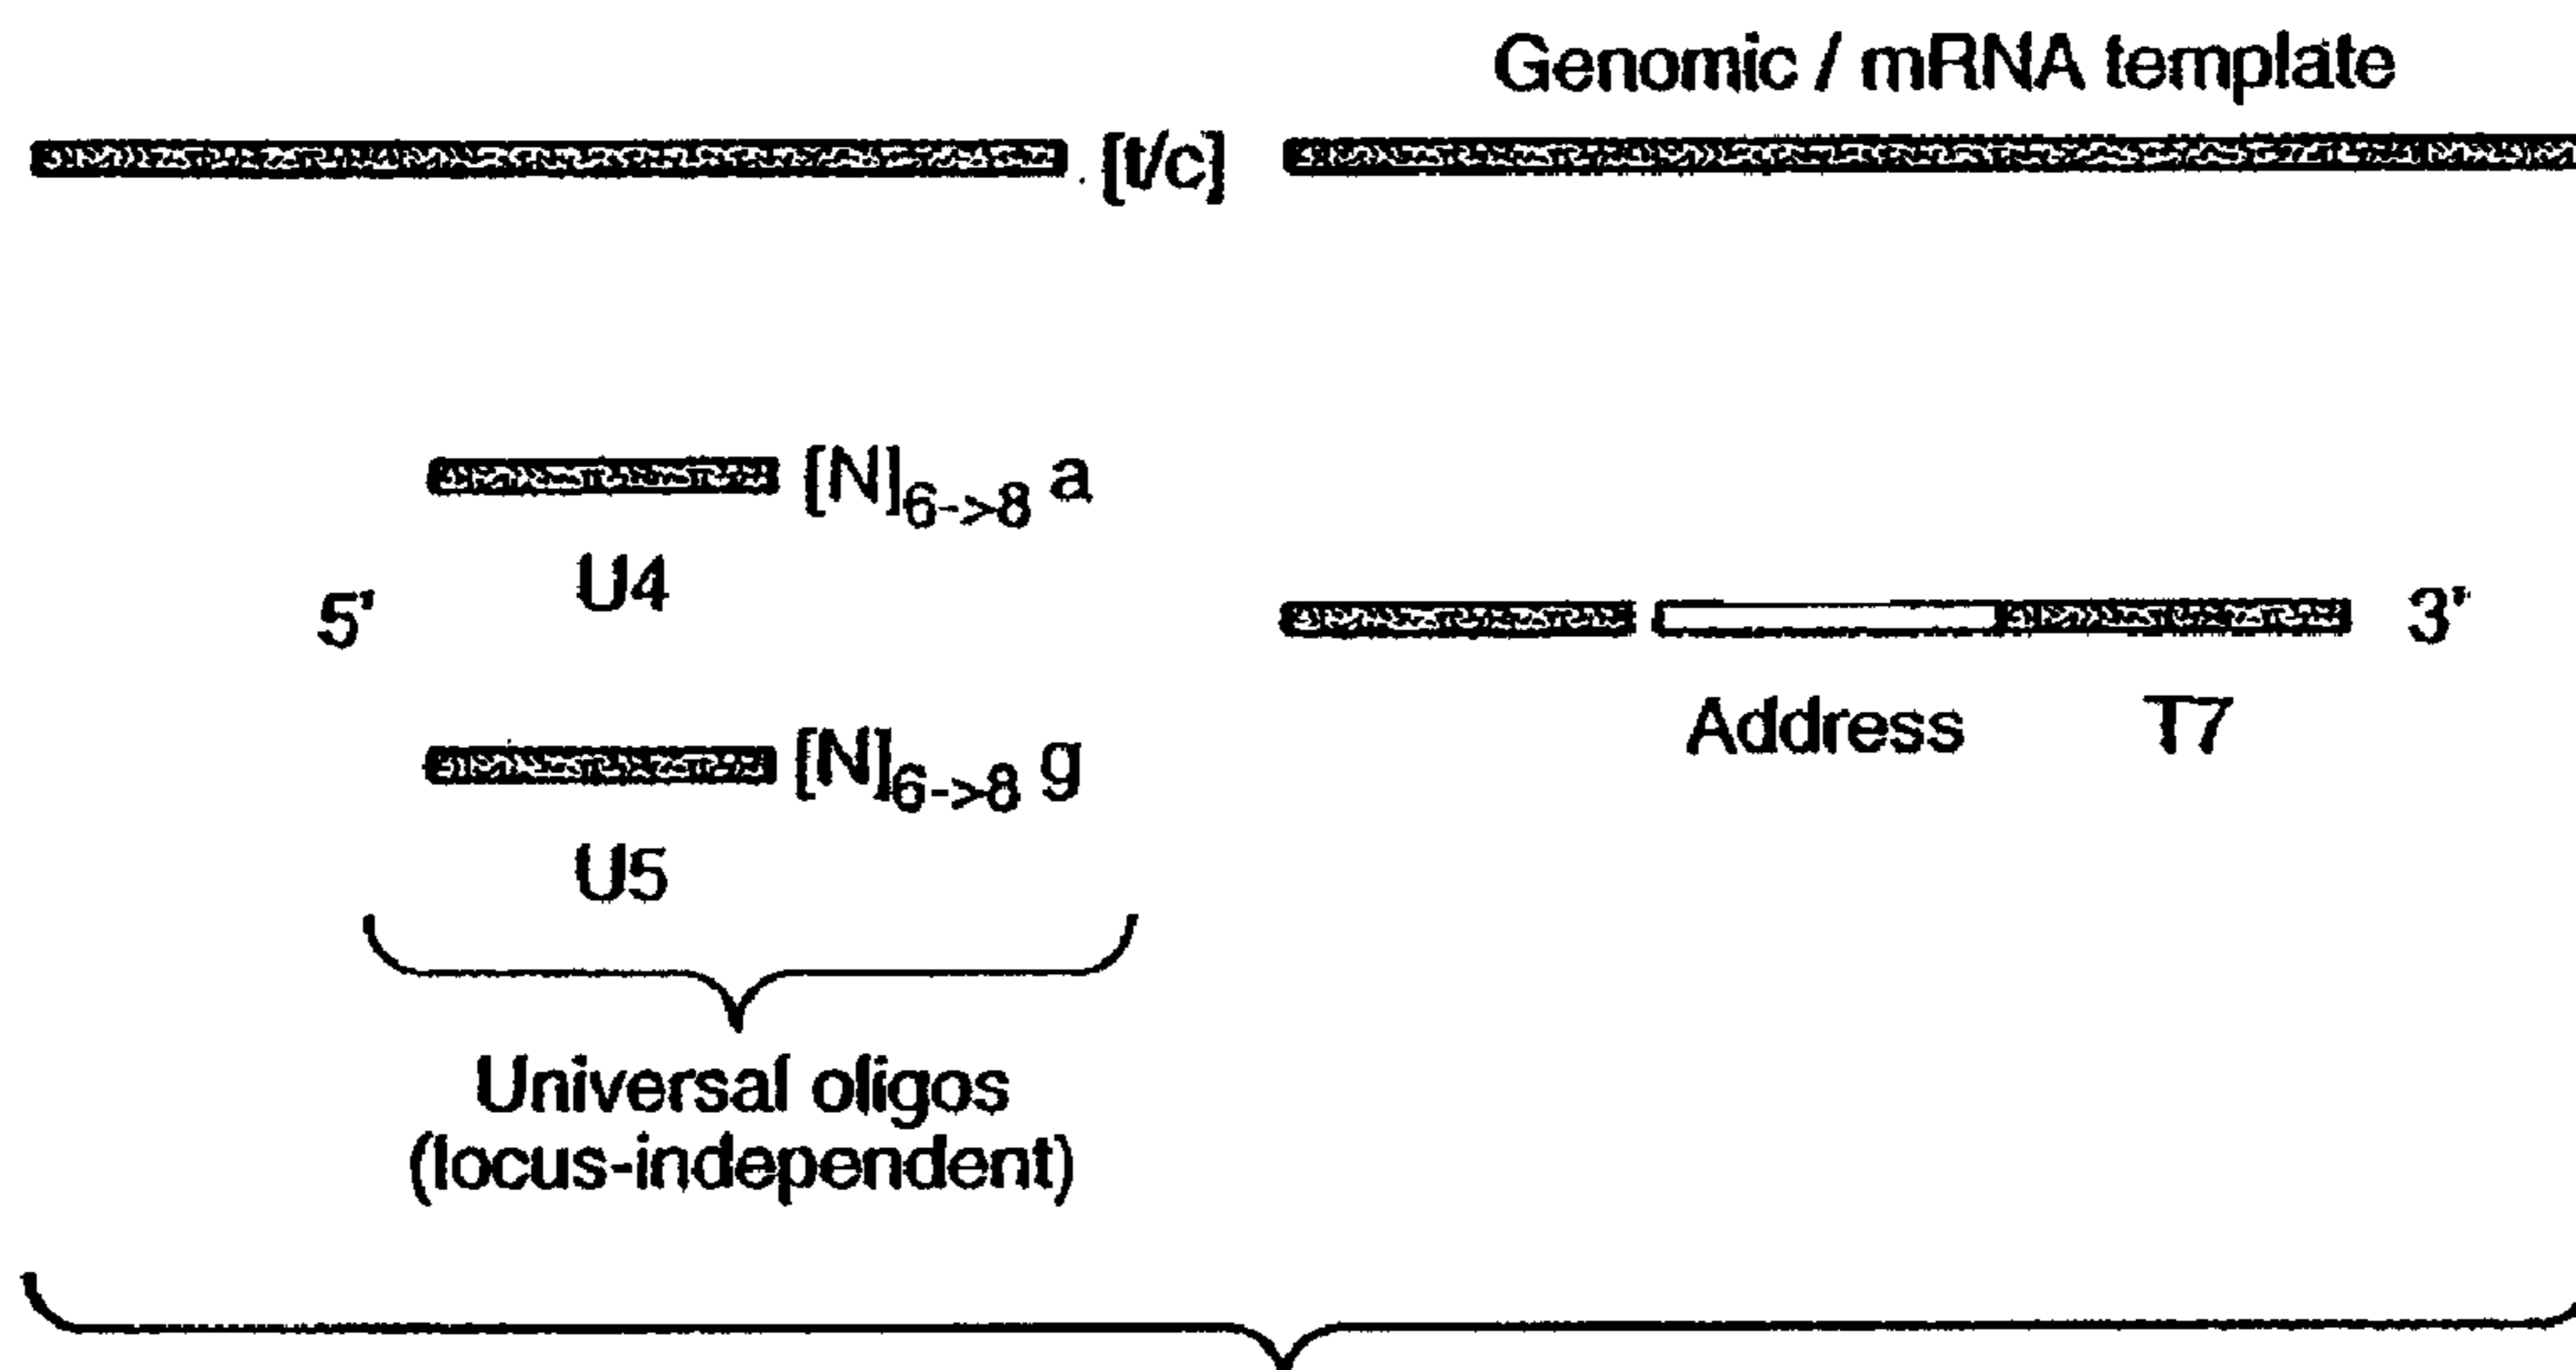 Genomic / mRNA template
[t/c]
[N]6->8 a
U4
5'
3'
Address T7
[N]6->8 g
U5
Universal oligos
(locus-independent)